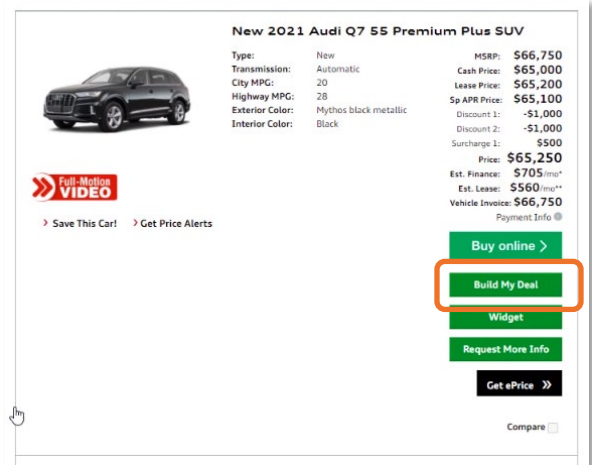 New 2021 Audi Q7 55 Premium Plus SUV
Type: New
Transmission: Automatic
City MPG: 20
Highway MPG: 28
Exterior Color: Mythos black metallic
Interior Color: Black
MSRP: $66,750
Cash Price: $65,000
Lease Price: $65,200
Sp APR Price: $65,100
Discount 1: -$1,000
Discount 2: -$1,000
Surcharge 1: $500
Price: $65,250
Est. Finance: $705/mo*
Est. Lease: $560/mo**
Vehicle Invoice: $66,750
Payment Info
Full-Motion
VIDEO
Save This Car! Get Price Alerts
Buy online
Build My Deal
Widget
Request More Info
Get ePrice
Compare